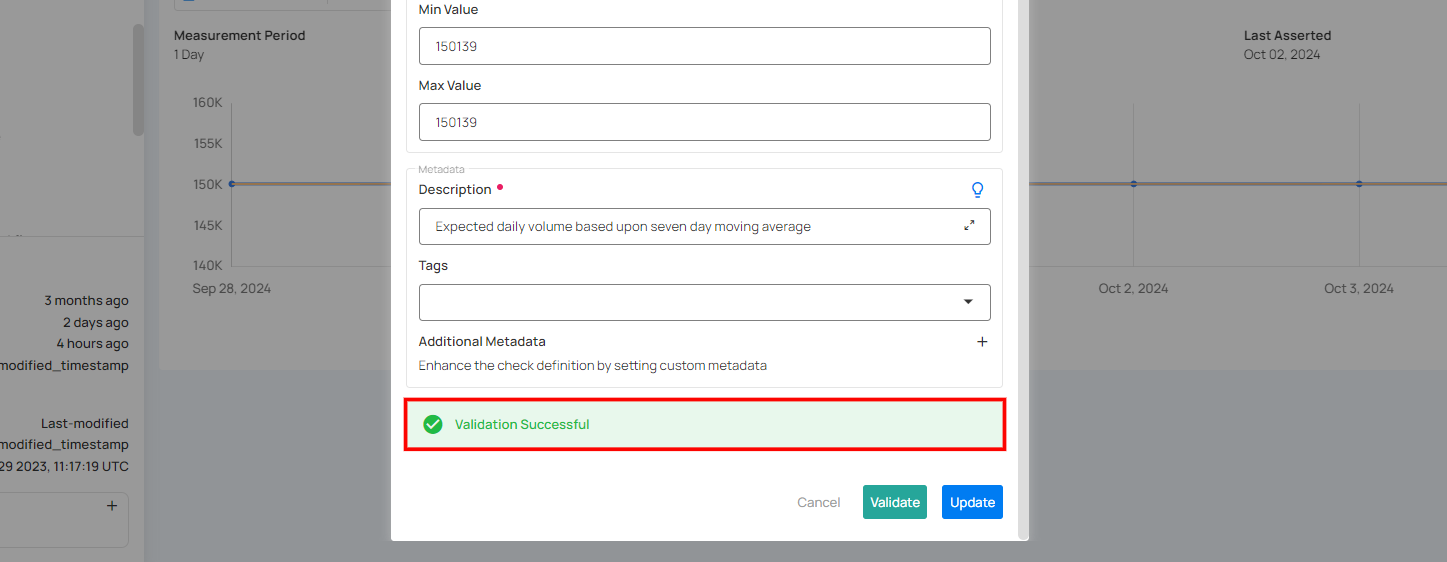 Min Value
150139
Max Value
150139
Metadata
Description
Expected daily volume based upon seven day moving average
Tags
Additional Metadata
Enhance the check definition by setting custom metadata
Validation Successful
Cancel
Validate
Update
Measurement Period
1 Day
160K
155K
150K
145K
140K
Sep 28, 2024
Last Asserted
Oct 02, 2024
Oct 2, 2024
Oct 3, 2024
3 months ago
2 days ago
4 hours ago
modified_timestamp
Last-modified
modified_timestamp
29 2023, 11:17:19 UTC